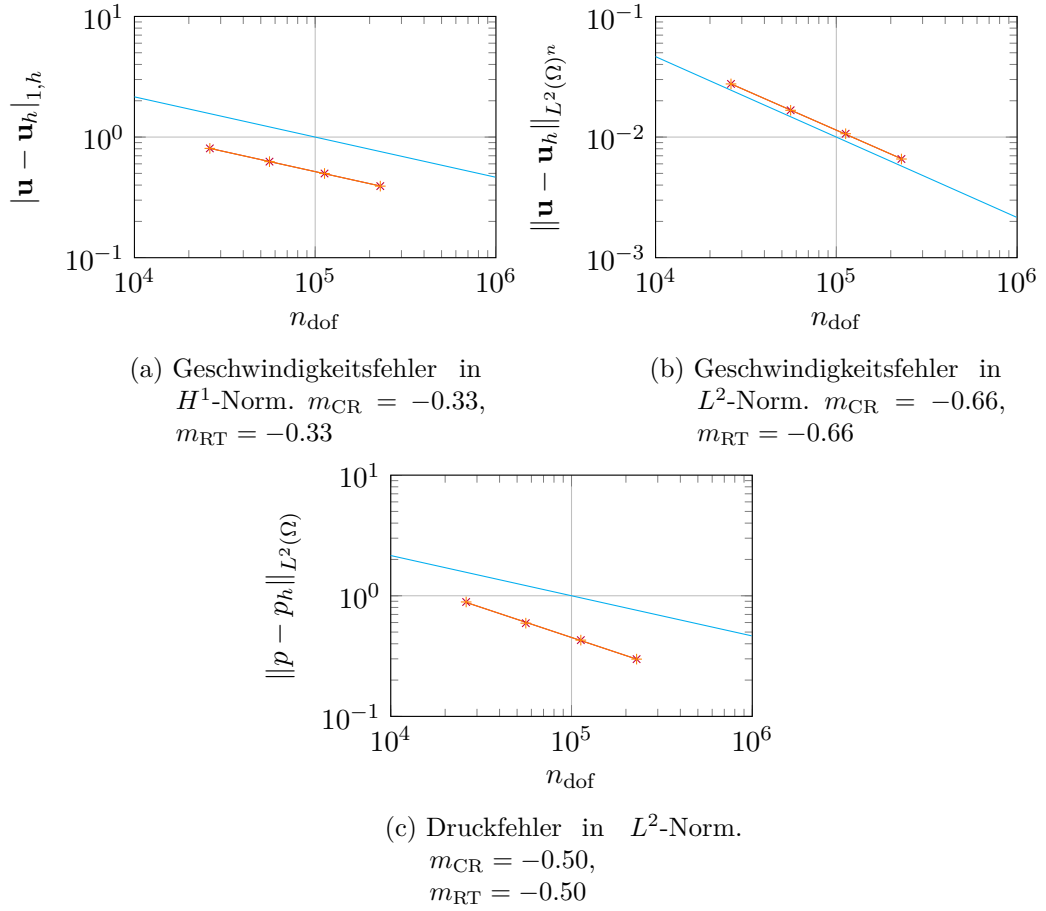 10^1
10^0
10^−1
|u − u_h|_{1,h}
10^4 10^5 10^6
n_dof
(a) Geschwindigkeitsfehler in
H^1-Norm. m_CR = −0.33,
m_RT = −0.33
10^−1
10^−2
10^−3
‖u − u_h‖_{L^2(Ω)^n}
10^4 10^5 10^6
n_dof
(b) Geschwindigkeitsfehler in
L^2-Norm. m_CR = −0.66,
m_RT = −0.66
10^1
10^0
10^−1
‖p − p_h‖_{L^2(Ω)}
10^4 10^5 10^6
n_dof
(c) Druckfehler in L^2-Norm.
m_CR = −0.50,
m_RT = −0.50